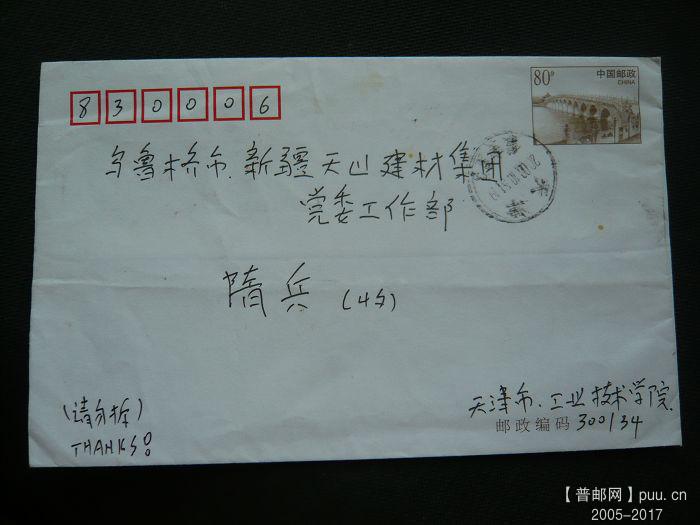 830006
80分
中国邮政
CHINA
乌鲁木齐市.新疆天山建材集团
党委工作部
隋兵(收)
(请勿拆)
THANKS!
天津市.工业技术学院.
邮政编码 300134
【普邮网】puu.cn
2005-2017